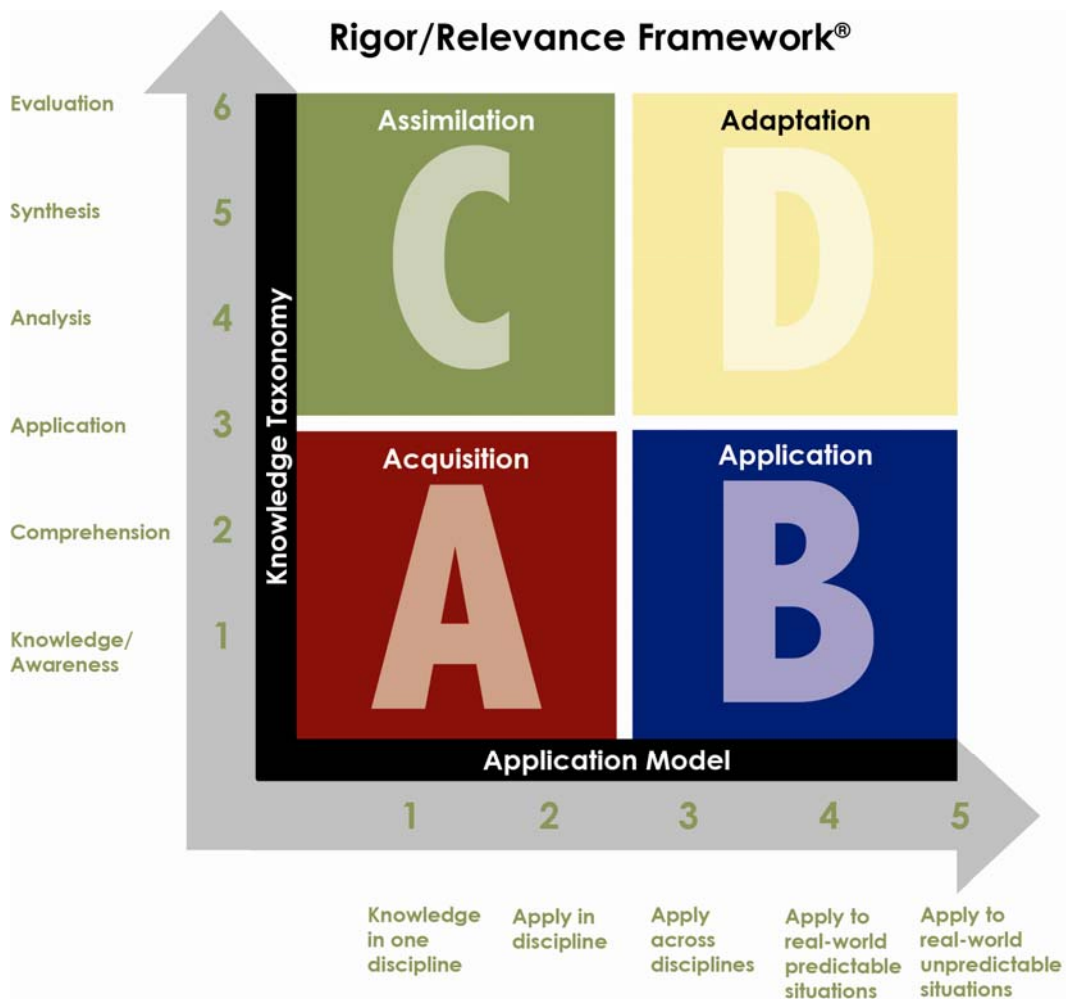 Rigor/Relevance Framework®
Evaluation
6
Synthesis
5
Analysis
4
Application
3
Comprehension
2
Knowledge/
Awareness
1
Knowledge Taxonomy
Assimilation
C
Adaptation
D
Acquisition
A
Application
B
Application Model
1
2
3
4
5
Knowledge
in one
discipline
Apply in
discipline
Apply
across
disciplines
Apply to
real-world
predictable
situations
Apply to
real-world
unpredictable
situations